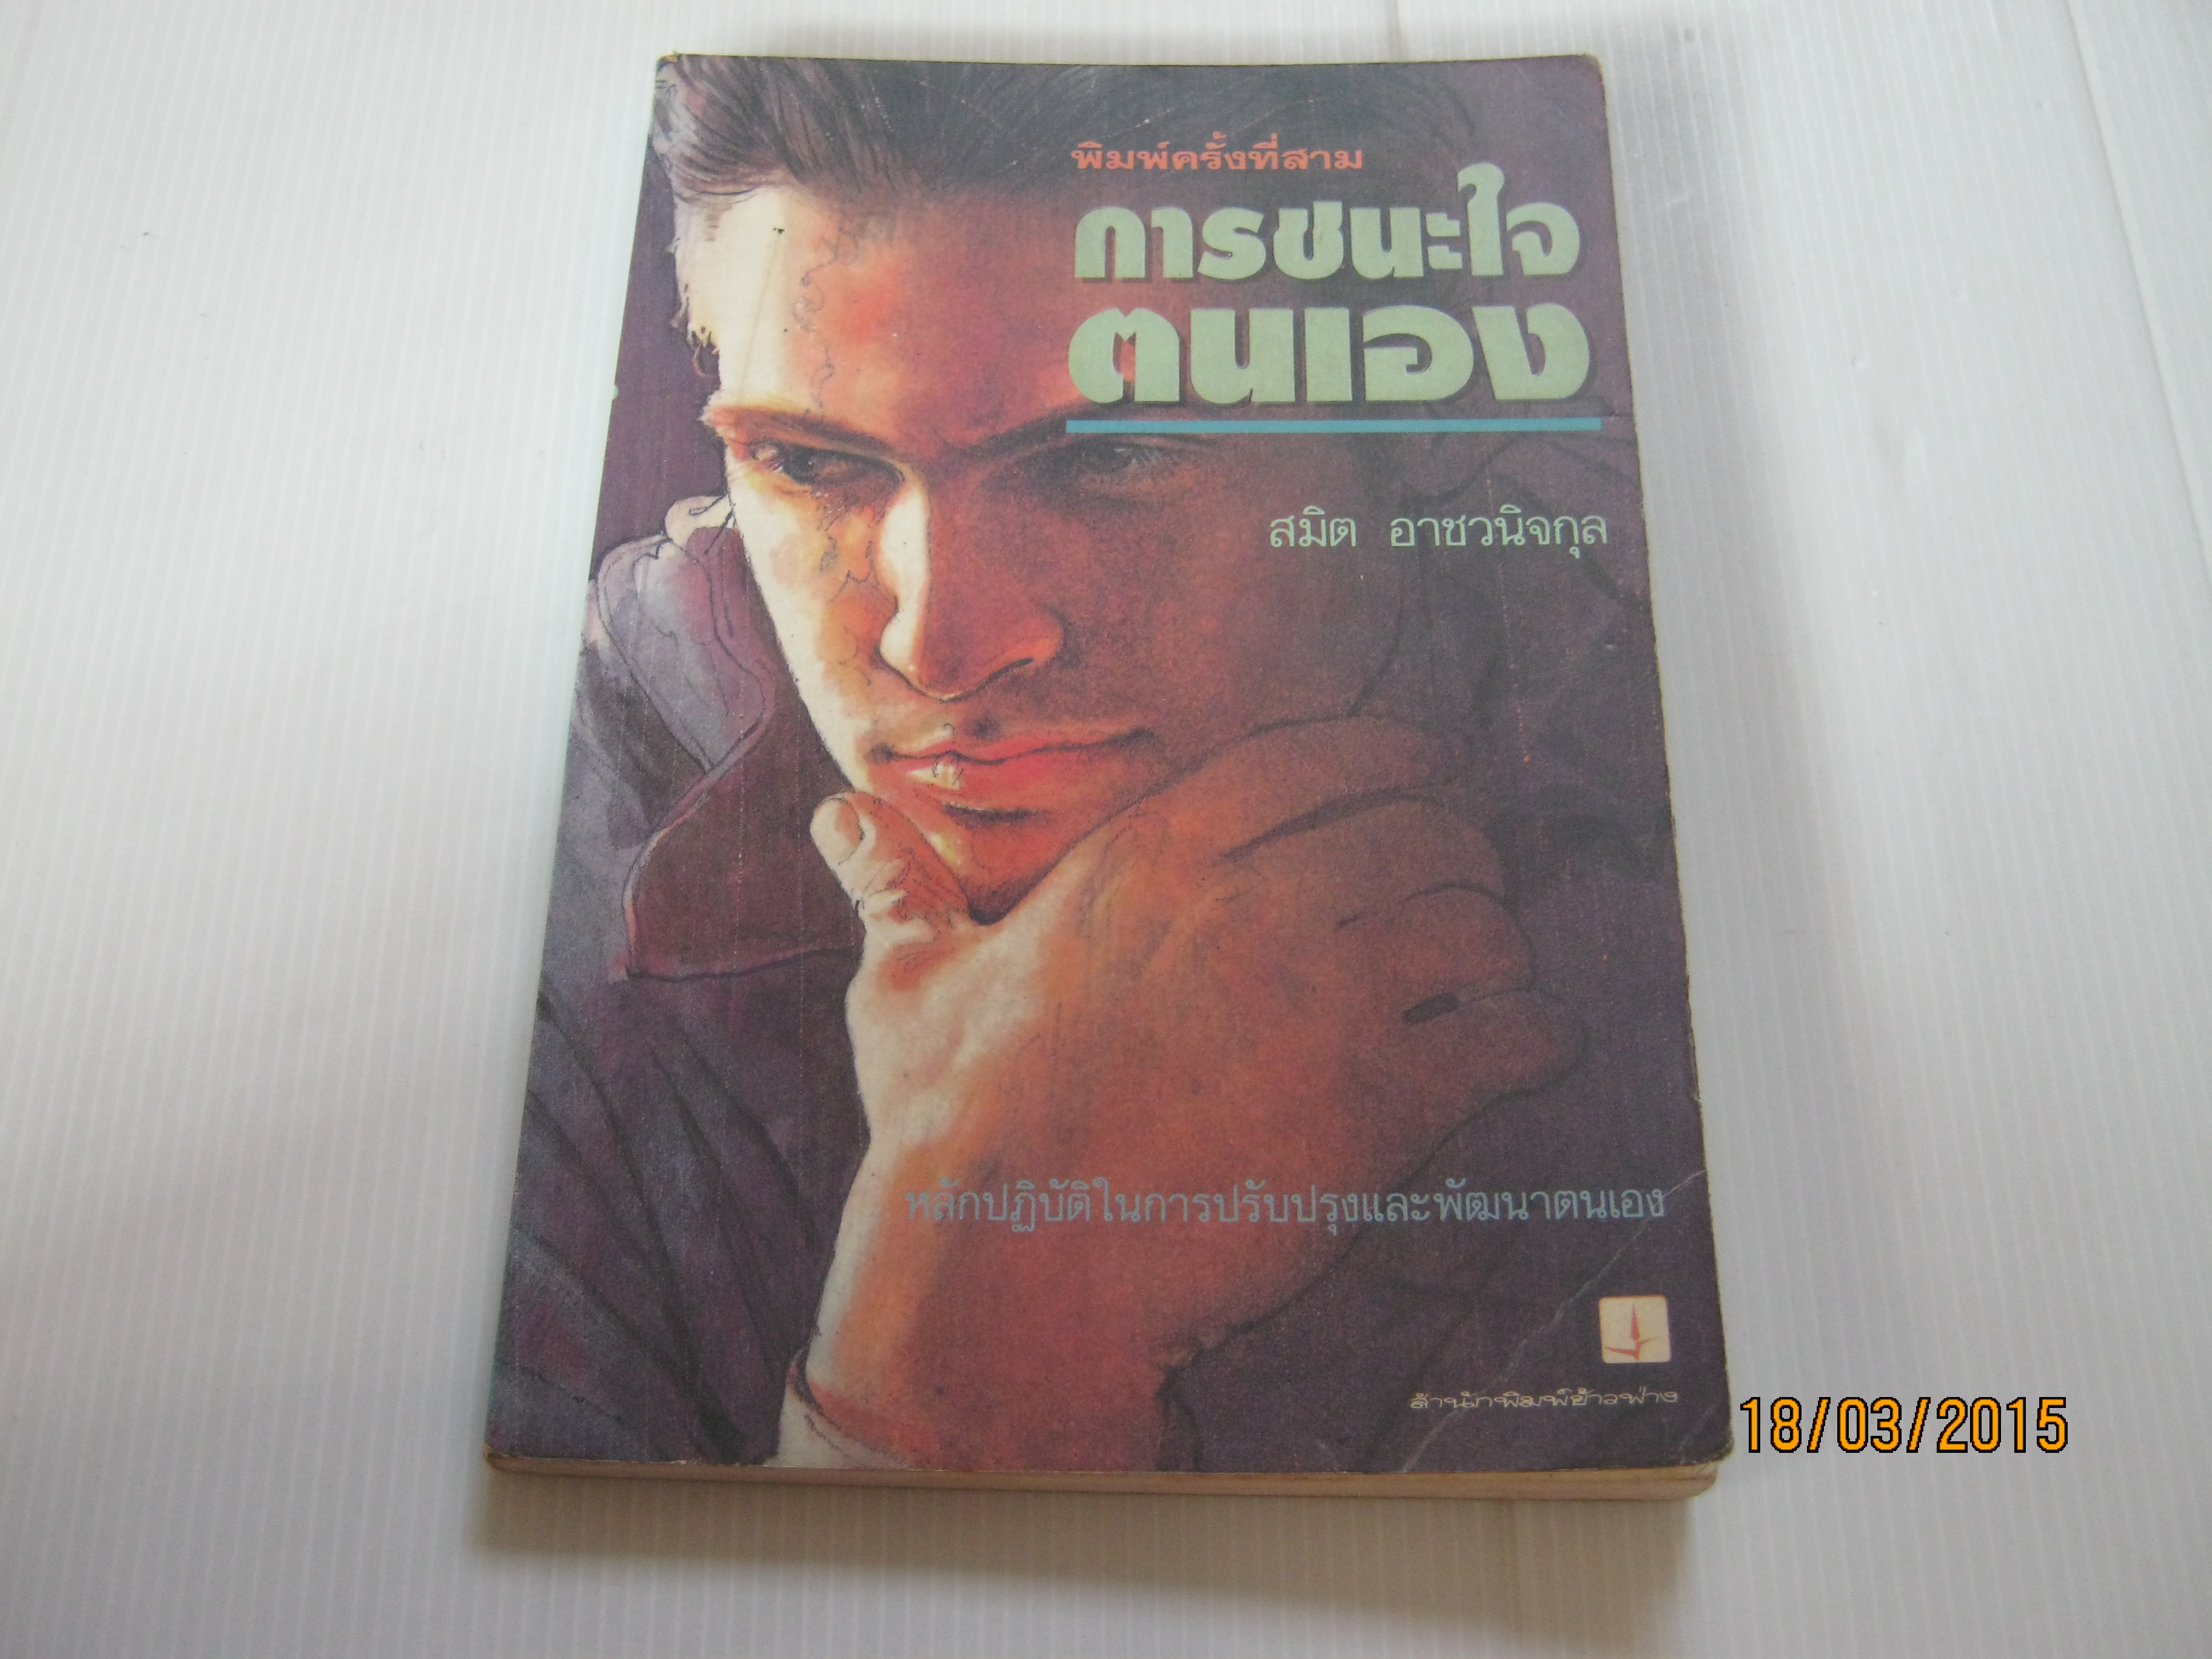 พิมพ์ครั้งที่สาม
การชนะใจ
ตนเอง
สมิต อาชวนิจกุล
หลักปฏิบัติในการปรับปรุงและพัฒนาตนเอง
สำนักพิมพ์ข้าวฟ่าง
18/03/2015